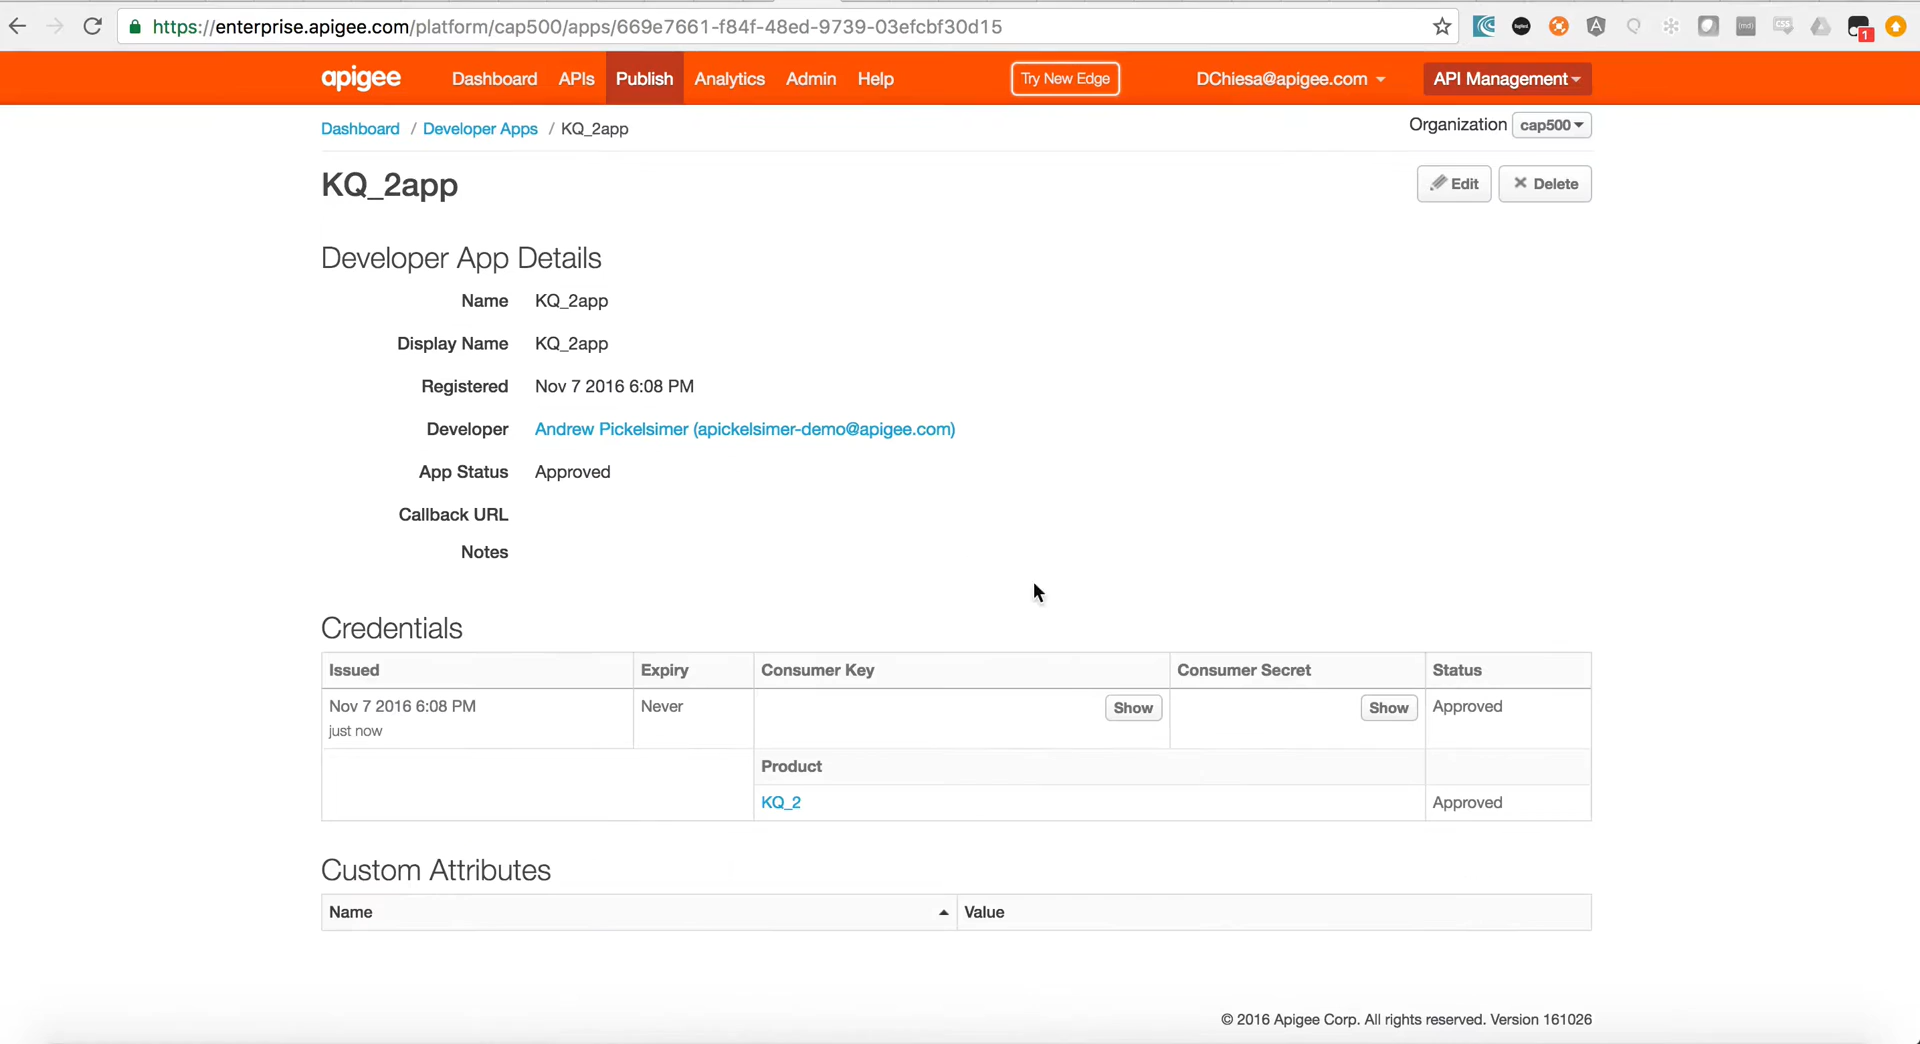 https://enterprise.apigee.com/platform/cap500/apps/669e7661-f84f-48ed-9739-03efcbf30d15
1
apigee Dashboard APIs Publish Analytics Admin Help Try New Edge DChiesa@apigee.com API Management
Dashboard / Developer Apps / KQ_2app Organization cap500
KQ_2app Edit Delete
Developer App Details
Name KQ_2app
Display Name KQ_2app
Registered Nov 7 2016 6:08 PM
Developer Andrew Pickelsimer (apickelsimer-demo@apigee.com)
App Status Approved
Callback URL
Notes
Credentials
Issued Expiry Consumer Key Consumer Secret Status
Nov 7 2016 6:08 PM Never Show Show Approved
just now
Product
KQ_2 Approved
Custom Attributes
Name Value
© 2016 Apigee Corp. All rights reserved. Version 161026